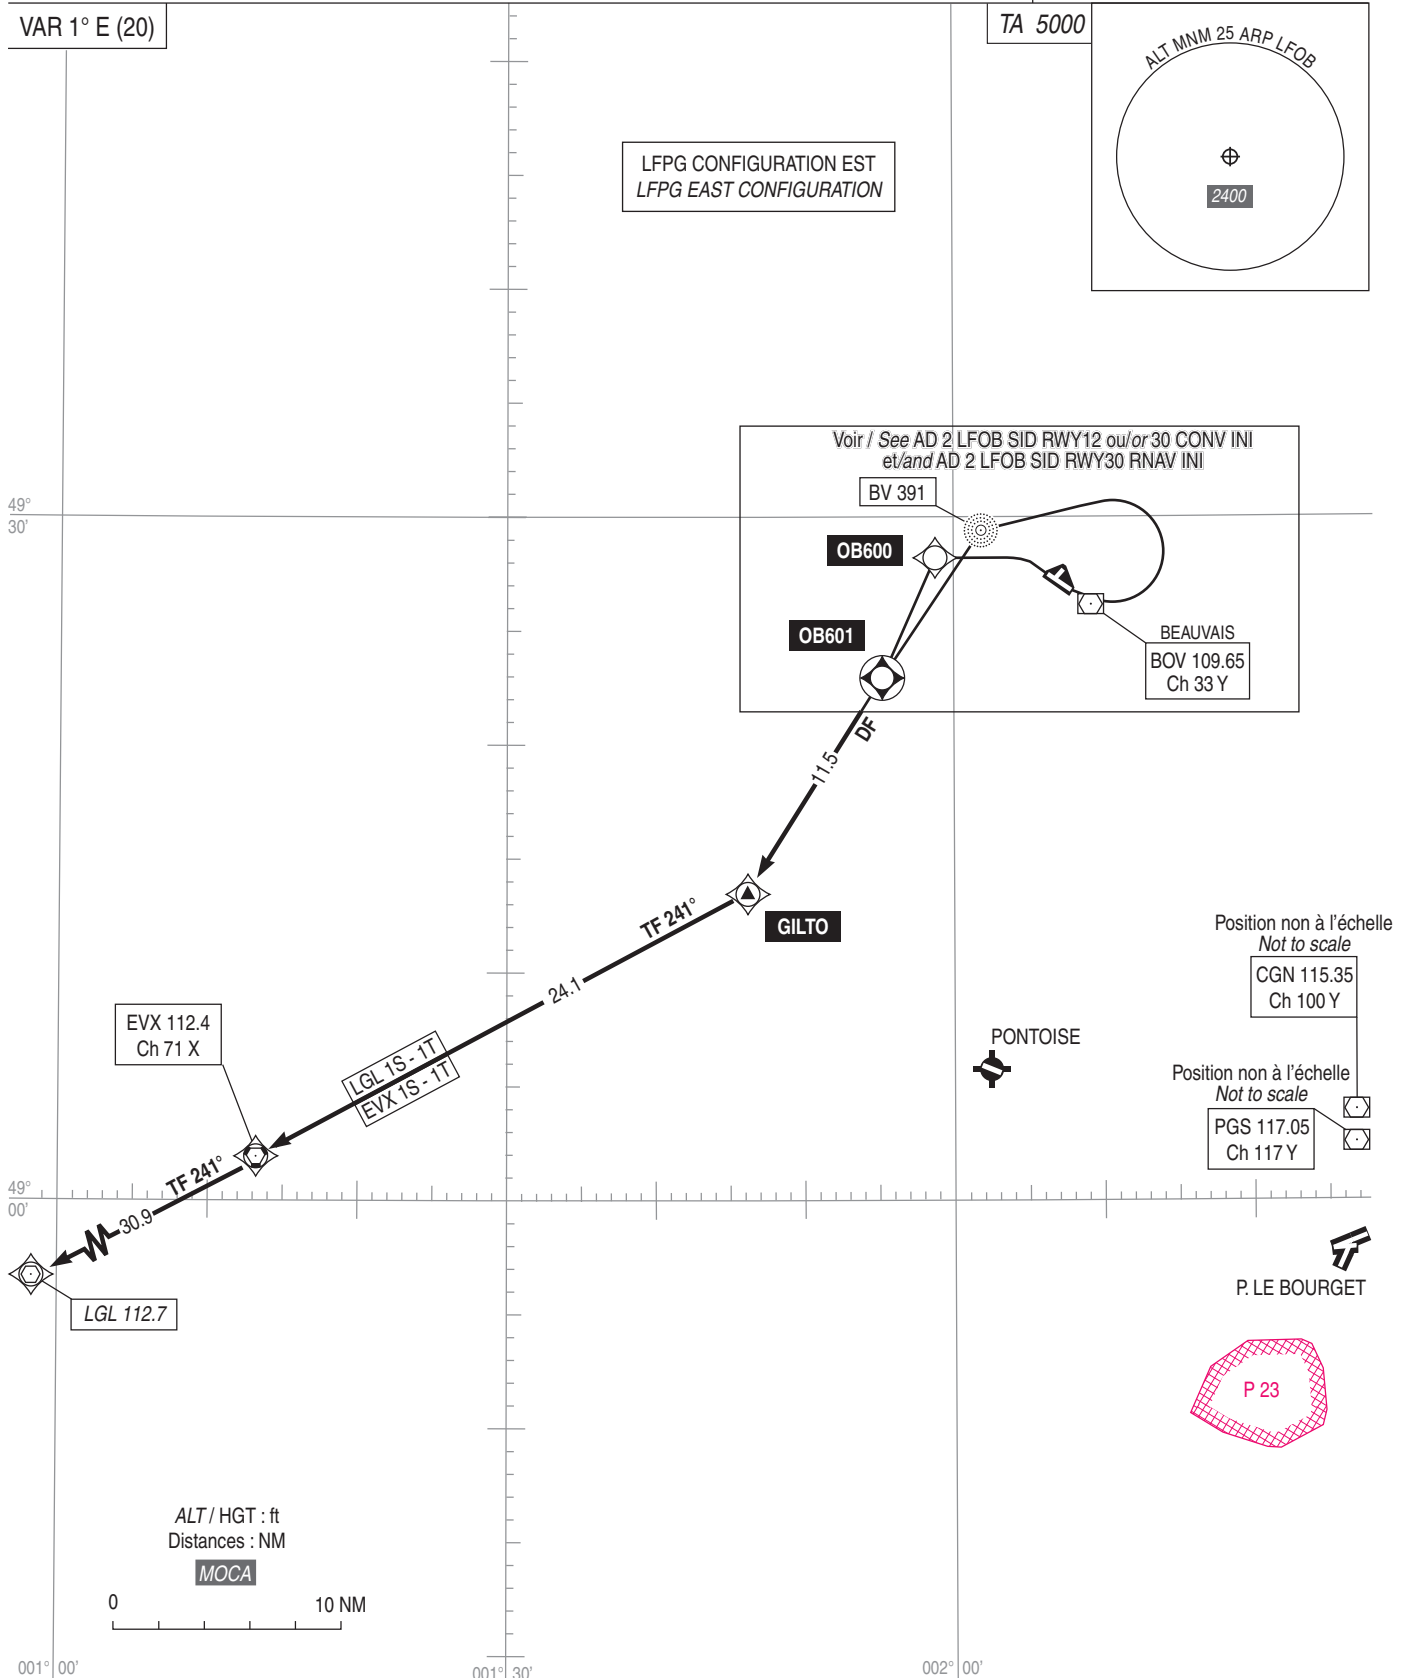 VAR 1° E (20)
TA 5000
ALT MNM 25 ARP LFOB
2400
LFPG CONFIGURATION EST
LFPG EAST CONFIGURATION
Voir / See AD 2 LFOB SID RWY12 ou/or 30 CONV INI
et/and AD 2 LFOB SID RWY30 RNAV INI
BV 391
49°
30'
OB600
OB601
BEAUVAIS
BOV 109.65
Ch 33 Y
DF
11.5
GILTO
TF 241°
24.1
Position non à l'échelle
Not to scale
CGN 115.35
Ch 100 Y
EVX 112.4
Ch 71 X
PONTOISE
LGL 1S - 1T
EVX 1S - 1T
Position non à l'échelle
Not to scale
PGS 117.05
Ch 117 Y
TF 241°
49°
00'
30.9
LGL 112.7
P. LE BOURGET
P 23
ALT / HGT : ft
Distances : NM
MOCA
0 10 NM
001° 00'
001° 30'
002° 00'